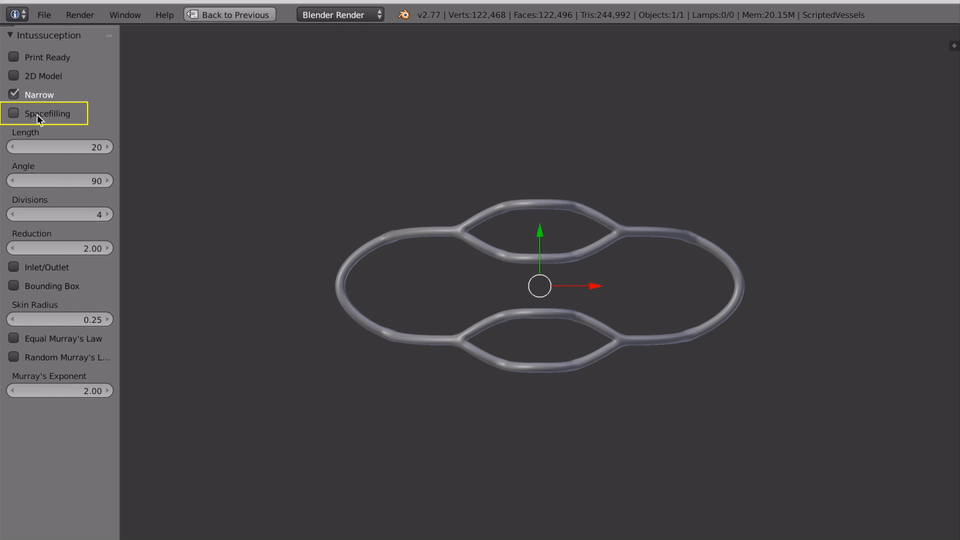 File Render Window Help Back to Previous Blender Render v2.77 | Verts:122,468 | Faces:122,496 | Tris:244,992 | Objects:1/1 | Lamps:0/0 | Mem:20.15M | ScriptedVessels
Intussuception
Print Ready
2D Model
Narrow
Spacefilling
Length
20
Angle
90
Divisions
4
Reduction
2.00
Inlet/Outlet
Bounding Box
Skin Radius
0.25
Equal Murray's Law
Random Murray's L...
Murray's Exponent
2.00